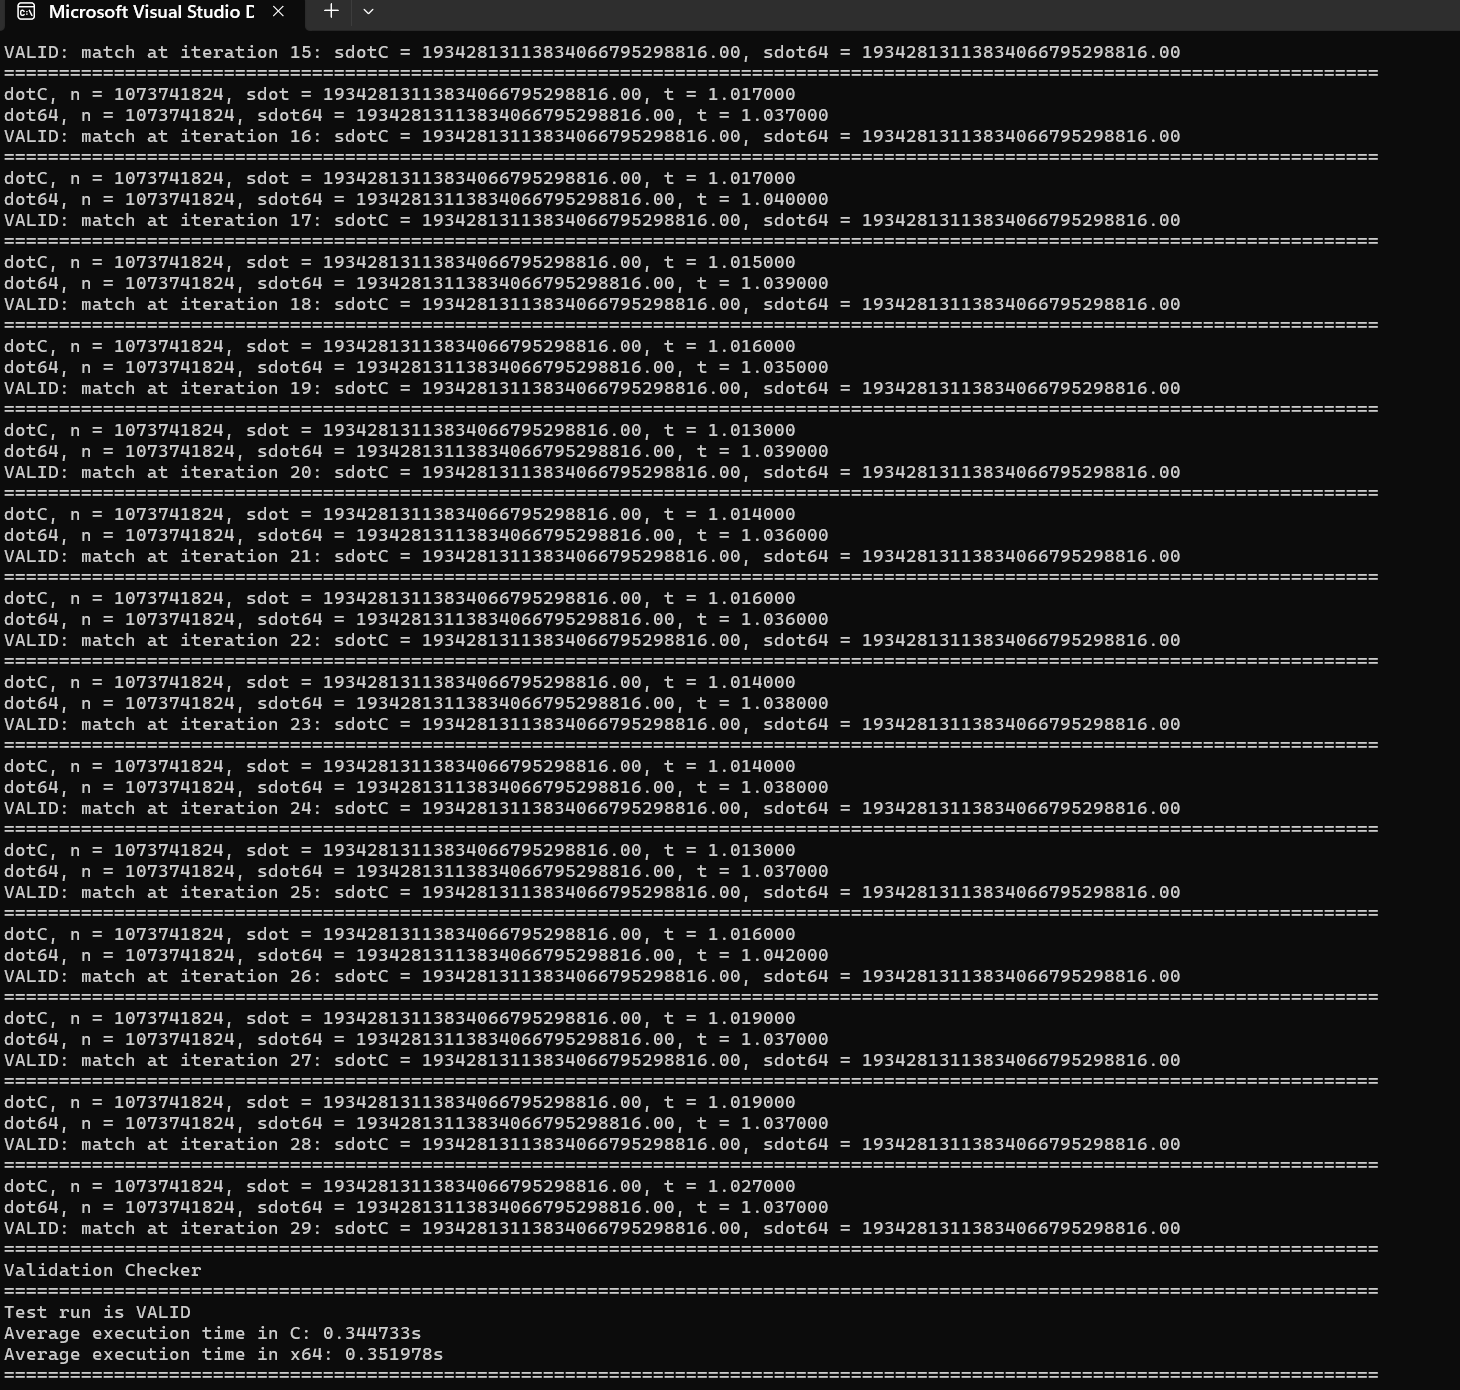 Microsoft Visual Studio D
VALID: match at iteration 15: sdotC = 19342813113834066795298816.00, sdot64 = 19342813113834066795298816.00
=============================================================================================================================
dotC, n = 1073741824, sdot = 19342813113834066795298816.00, t = 1.017000
dot64, n = 1073741824, sdot64 = 19342813113834066795298816.00, t = 1.037000
VALID: match at iteration 16: sdotC = 19342813113834066795298816.00, sdot64 = 19342813113834066795298816.00
=============================================================================================================================
dotC, n = 1073741824, sdot = 19342813113834066795298816.00, t = 1.017000
dot64, n = 1073741824, sdot64 = 19342813113834066795298816.00, t = 1.040000
VALID: match at iteration 17: sdotC = 19342813113834066795298816.00, sdot64 = 19342813113834066795298816.00
=============================================================================================================================
dotC, n = 1073741824, sdot = 19342813113834066795298816.00, t = 1.015000
dot64, n = 1073741824, sdot64 = 19342813113834066795298816.00, t = 1.039000
VALID: match at iteration 18: sdotC = 19342813113834066795298816.00, sdot64 = 19342813113834066795298816.00
=============================================================================================================================
dotC, n = 1073741824, sdot = 19342813113834066795298816.00, t = 1.016000
dot64, n = 1073741824, sdot64 = 19342813113834066795298816.00, t = 1.035000
VALID: match at iteration 19: sdotC = 19342813113834066795298816.00, sdot64 = 19342813113834066795298816.00
=============================================================================================================================
dotC, n = 1073741824, sdot = 19342813113834066795298816.00, t = 1.013000
dot64, n = 1073741824, sdot64 = 19342813113834066795298816.00, t = 1.039000
VALID: match at iteration 20: sdotC = 19342813113834066795298816.00, sdot64 = 19342813113834066795298816.00
=============================================================================================================================
dotC, n = 1073741824, sdot = 19342813113834066795298816.00, t = 1.014000
dot64, n = 1073741824, sdot64 = 19342813113834066795298816.00, t = 1.036000
VALID: match at iteration 21: sdotC = 19342813113834066795298816.00, sdot64 = 19342813113834066795298816.00
=============================================================================================================================
dotC, n = 1073741824, sdot = 19342813113834066795298816.00, t = 1.016000
dot64, n = 1073741824, sdot64 = 19342813113834066795298816.00, t = 1.036000
VALID: match at iteration 22: sdotC = 19342813113834066795298816.00, sdot64 = 19342813113834066795298816.00
=============================================================================================================================
dotC, n = 1073741824, sdot = 19342813113834066795298816.00, t = 1.014000
dot64, n = 1073741824, sdot64 = 19342813113834066795298816.00, t = 1.038000
VALID: match at iteration 23: sdotC = 19342813113834066795298816.00, sdot64 = 19342813113834066795298816.00
=============================================================================================================================
dotC, n = 1073741824, sdot = 19342813113834066795298816.00, t = 1.014000
dot64, n = 1073741824, sdot64 = 19342813113834066795298816.00, t = 1.038000
VALID: match at iteration 24: sdotC = 19342813113834066795298816.00, sdot64 = 19342813113834066795298816.00
=============================================================================================================================
dotC, n = 1073741824, sdot = 19342813113834066795298816.00, t = 1.013000
dot64, n = 1073741824, sdot64 = 19342813113834066795298816.00, t = 1.037000
VALID: match at iteration 25: sdotC = 19342813113834066795298816.00, sdot64 = 19342813113834066795298816.00
=============================================================================================================================
dotC, n = 1073741824, sdot = 19342813113834066795298816.00, t = 1.016000
dot64, n = 1073741824, sdot64 = 19342813113834066795298816.00, t = 1.042000
VALID: match at iteration 26: sdotC = 19342813113834066795298816.00, sdot64 = 19342813113834066795298816.00
=============================================================================================================================
dotC, n = 1073741824, sdot = 19342813113834066795298816.00, t = 1.019000
dot64, n = 1073741824, sdot64 = 19342813113834066795298816.00, t = 1.037000
VALID: match at iteration 27: sdotC = 19342813113834066795298816.00, sdot64 = 19342813113834066795298816.00
=============================================================================================================================
dotC, n = 1073741824, sdot = 19342813113834066795298816.00, t = 1.019000
dot64, n = 1073741824, sdot64 = 19342813113834066795298816.00, t = 1.037000
VALID: match at iteration 28: sdotC = 19342813113834066795298816.00, sdot64 = 19342813113834066795298816.00
=============================================================================================================================
dotC, n = 1073741824, sdot = 19342813113834066795298816.00, t = 1.027000
dot64, n = 1073741824, sdot64 = 19342813113834066795298816.00, t = 1.037000
VALID: match at iteration 29: sdotC = 19342813113834066795298816.00, sdot64 = 19342813113834066795298816.00
=============================================================================================================================
Validation Checker
=============================================================================================================================
Test run is VALID
Average execution time in C: 0.344733s
Average execution time in x64: 0.351978s
=============================================================================================================================